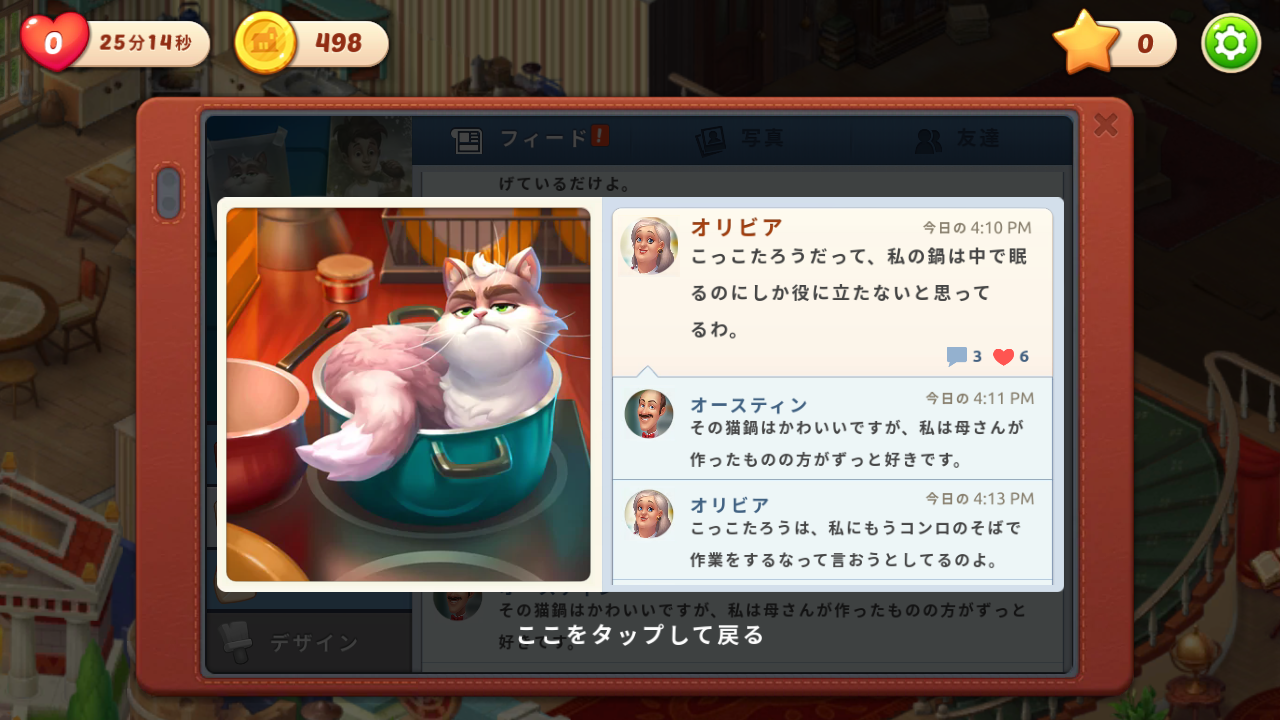 0
25分14秒
498
0
フィード
写真
友達
げているだけよ。
オリビア
今日の 4:10 PM
こっこたろうだって、私の鍋は中で眠
るのにしか役に立たないと思って
るわ。
3
6
オースティン
今日の 4:11 PM
その猫鍋はかわいいですが、私は母さんが
作ったものの方がずっと好きです。
オリビア
今日の 4:13 PM
こっこたろうは、私にもうコンロのそばで
作業をするなって言おうとしてるのよ。
その猫鍋はかわいいですが、私は母さんが作ったものの方がずっと
好きです。
ここをタップして戻る
デザイン